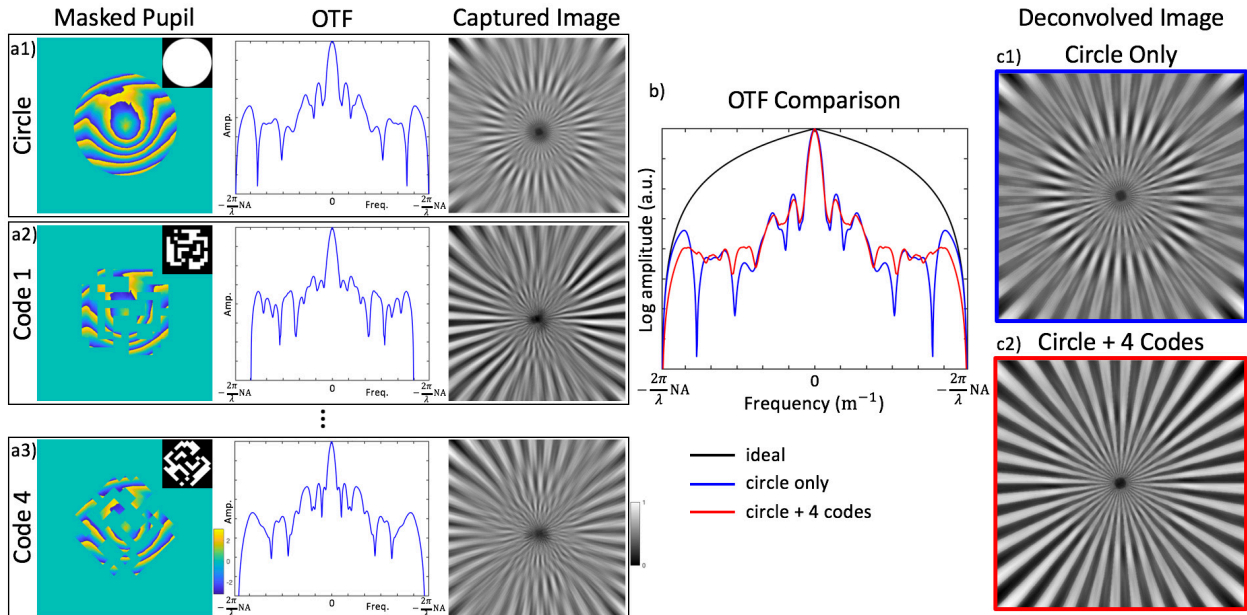 Masked Pupil
OTF
Captured Image
Deconvolved Image
a1)
Circle
Amp.
−2π/λ NA
0
Freq.
−2π/λ NA
a2)
Code 1
Amp.
−2π/λ NA
0
Freq.
−2π/λ NA
⋮
a3)
Code 4
2
0
-2
Amp.
−2π/λ NA
0
Freq.
−2π/λ NA
1
0
b)
OTF Comparison
Log amplitude (a.u.)
−2π/λ NA
0
−2π/λ NA
Frequency (m⁻¹)
ideal
circle only
circle + 4 codes
c1)
Circle Only
c2)
Circle + 4 Codes